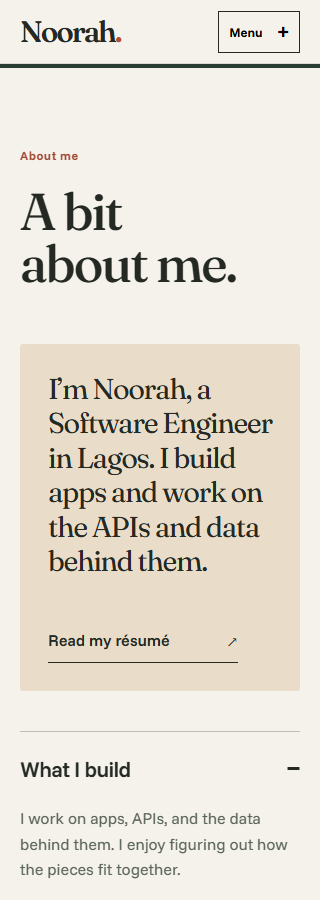 Noorah.
Menu +
About me
A bit
about me.
I’m Noorah, a
Software Engineer
in Lagos. I build
apps and work on
the APIs and data
behind them.
Read my résumé ↗
What I build −
I work on apps, APIs, and the data
behind them. I enjoy figuring out how
the pieces fit together.